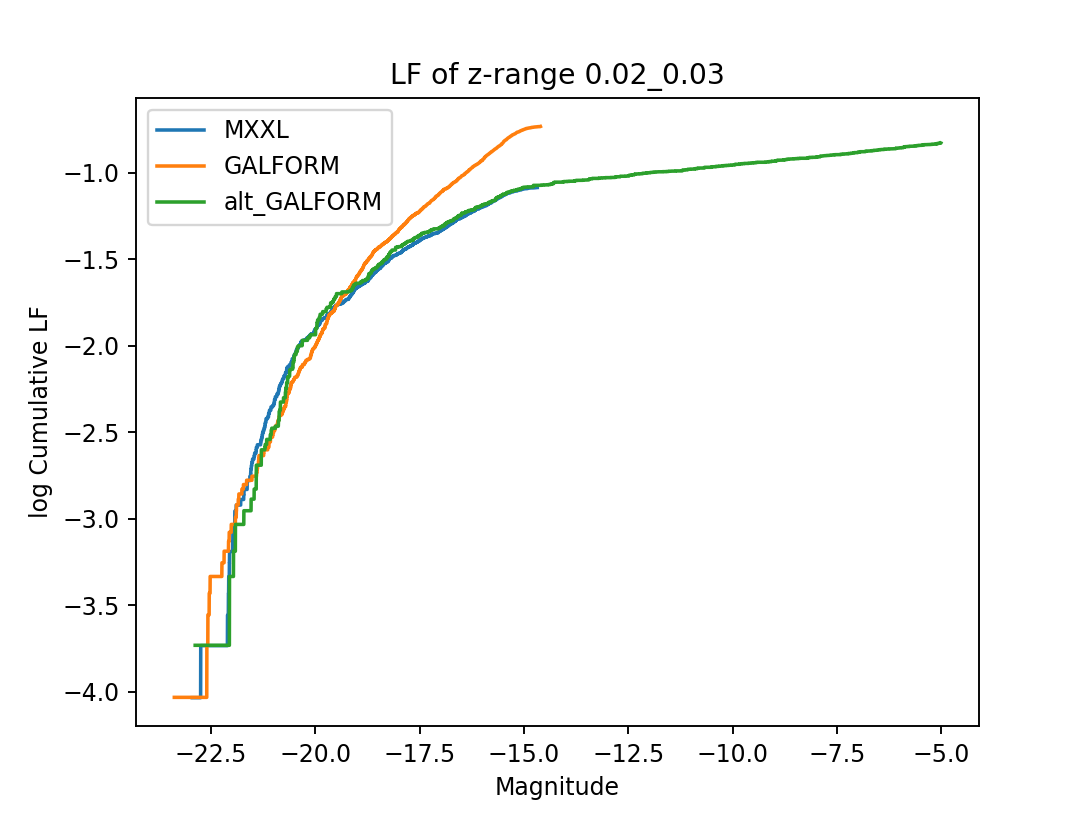 LF of z-range 0.02_0.03
MXXL
GALFORM
alt_GALFORM
log Cumulative LF
−1.0
−1.5
−2.0
−2.5
−3.0
−3.5
−4.0
−22.5 −20.0 −17.5 −15.0 −12.5 −10.0 −7.5 −5.0
Magnitude